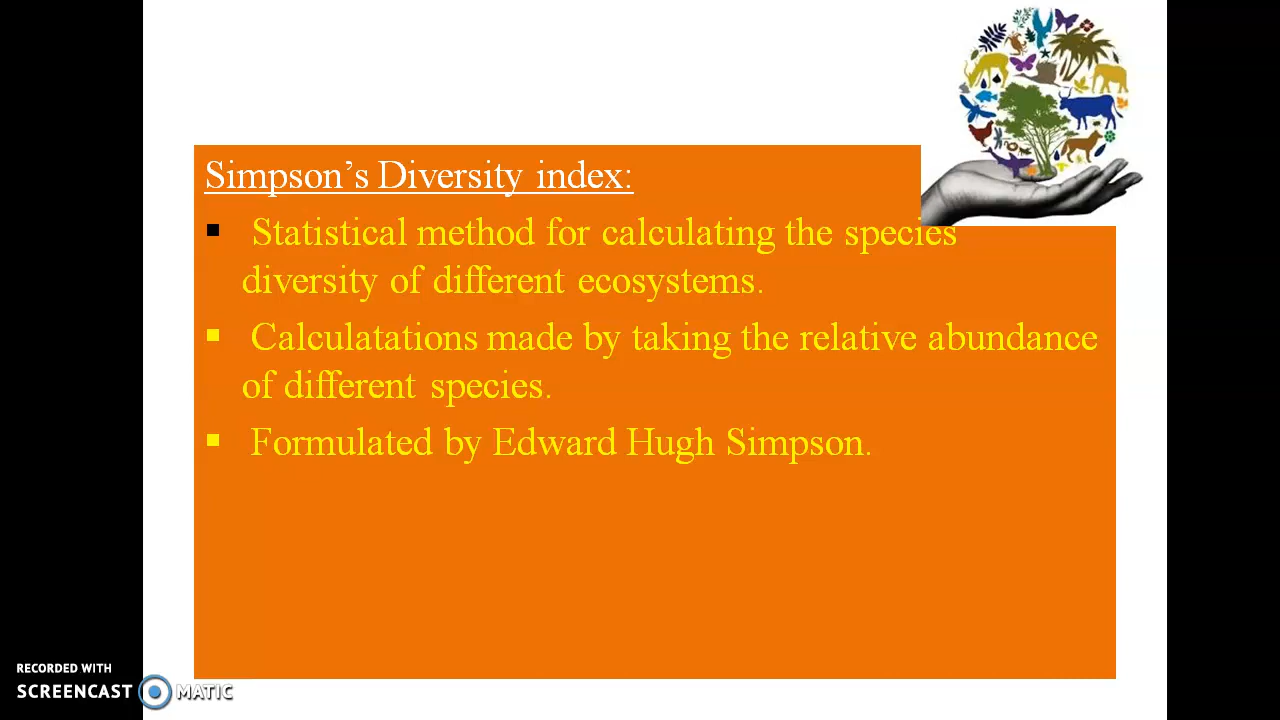 Simpson’s Diversity index:
▪ Statistical method for calculating the species
diversity of different ecosystems.
▪ Calculatations made by taking the relative abundance
of different species.
▪ Formulated by Edward Hugh Simpson.
RECORDED WITH
SCREENCAST MATIC